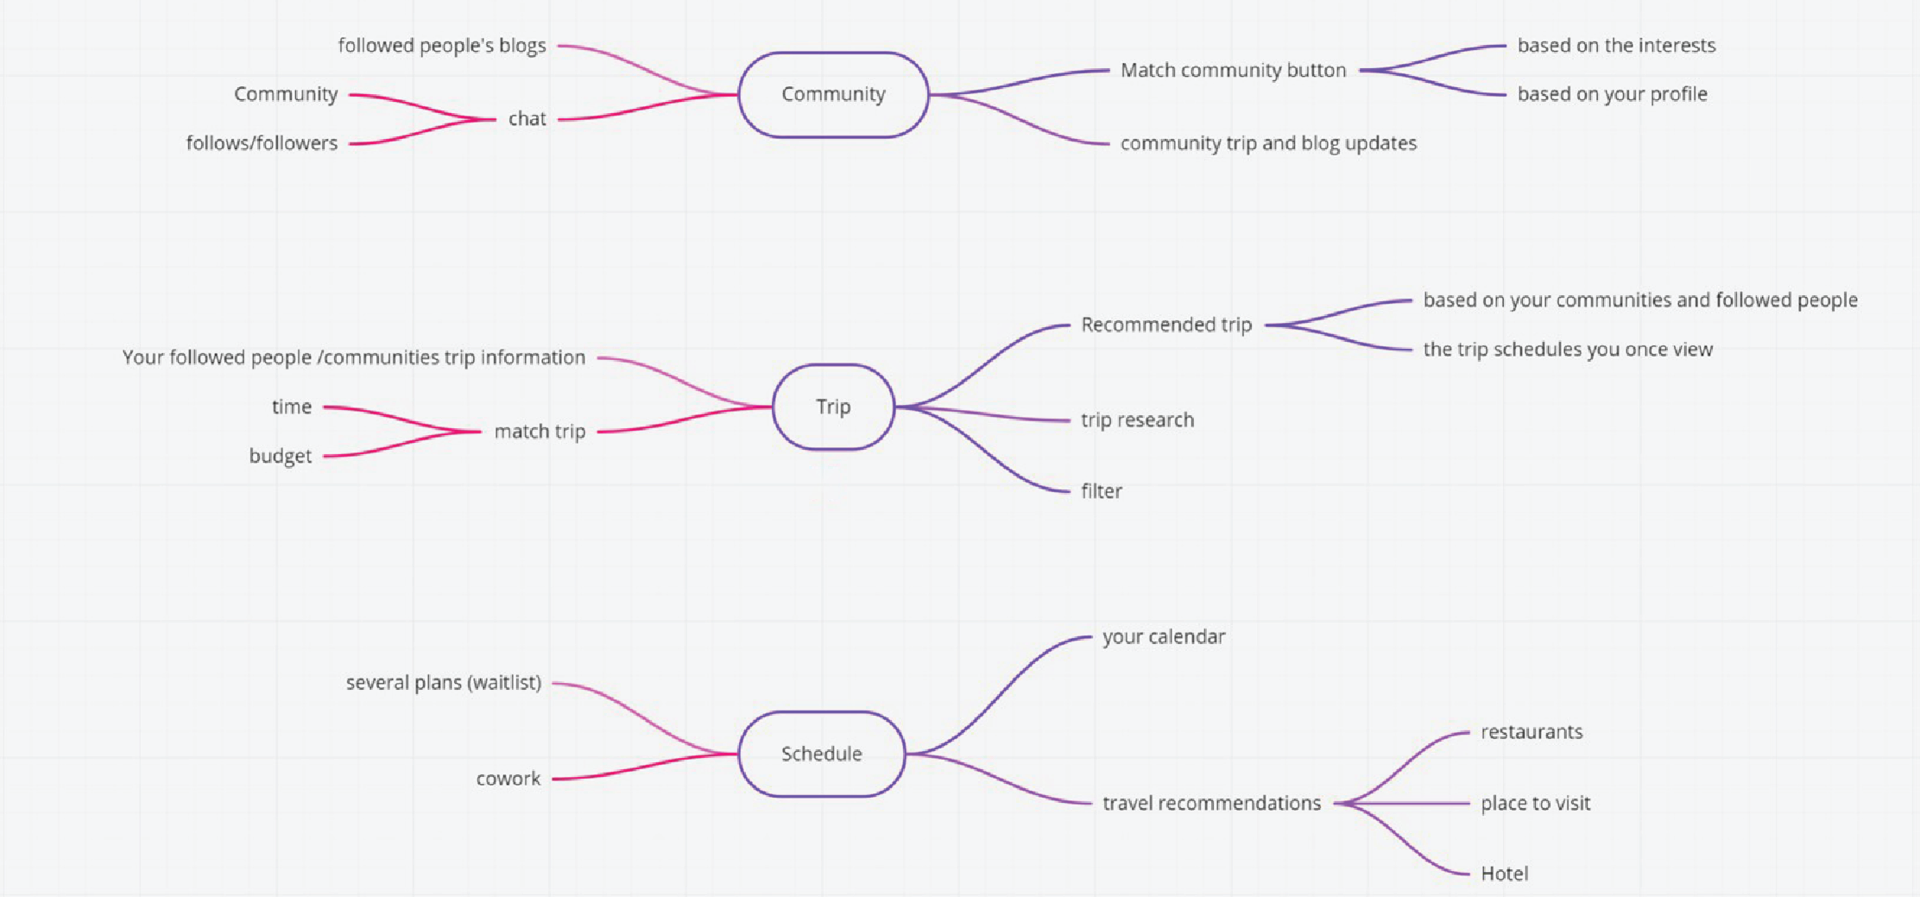 followed people's blogs
Community
chat
follows/followers
Community
Match community button
based on the interests
based on your profile
community trip and blog updates
Your followed people /communities trip information
time
match trip
budget
Trip
Recommended trip
based on your communities and followed people
the trip schedules you once view
trip research
filter
several plans (waitlist)
cowork
Schedule
your calendar
travel recommendations
restaurants
place to visit
Hotel